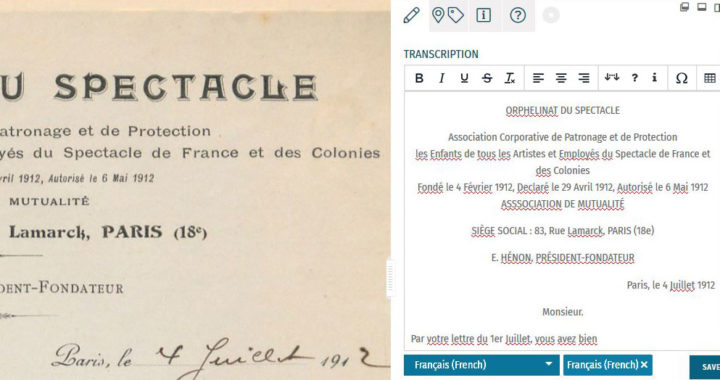 U SPECTACLE
atronage et de Protection
yés du Spectacle de France et des Colonies
vril 1912, Autorisé le 6 Mai 1912
MUTUALITÉ
Lamarck, PARIS (18e)
DENT-FONDATEUR
Paris, le 4 Juillet 1912
TRANSCRIPTION
B I U S Ix ? i Ω
ORPHELINAT DU SPECTACLE
Association Corporative de Patronage et de Protection
les Enfants de tous les Artistes et Employés du Spectacle de France et
des Colonies
Fondé le 4 Février 1912, Declaré le 29 Avril 1912, Autorisé le 6 Mai 1912
ASSSOCIATION DE MUTUALITÉ
SIÈGE SOCIAL : 83, Rue Lamarck, PARIS (18e)
E. HÉNON, PRÉSIDENT-FONDATEUR
Paris, le 4 Juillet 1912
Monsieur.
Par votre lettre du 1er Juillet, vous avez bien
Français (French) Français (French) × SAVE